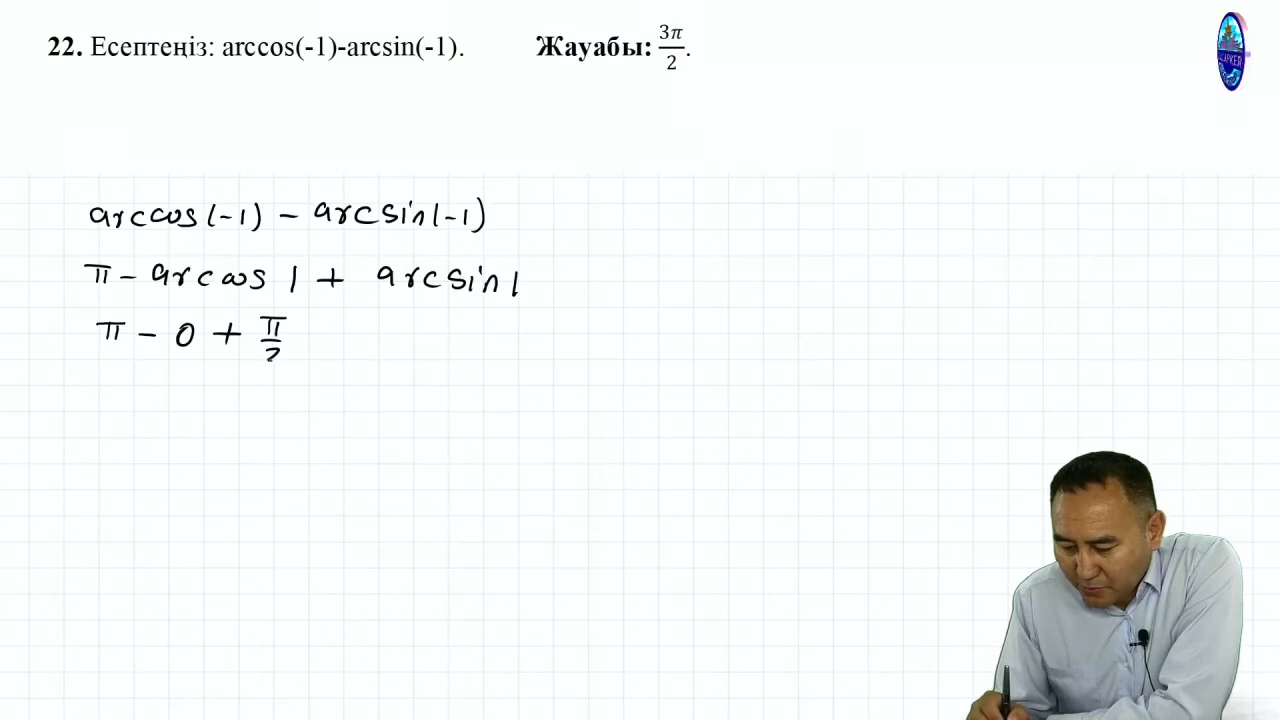 22. Есептеңіз: arccos(-1)-arcsin(-1). Жауабы: 3π/2.
arccos(-1) - arcsin(-1)
π - arccos 1 + arcsin 1
π - 0 + π/2